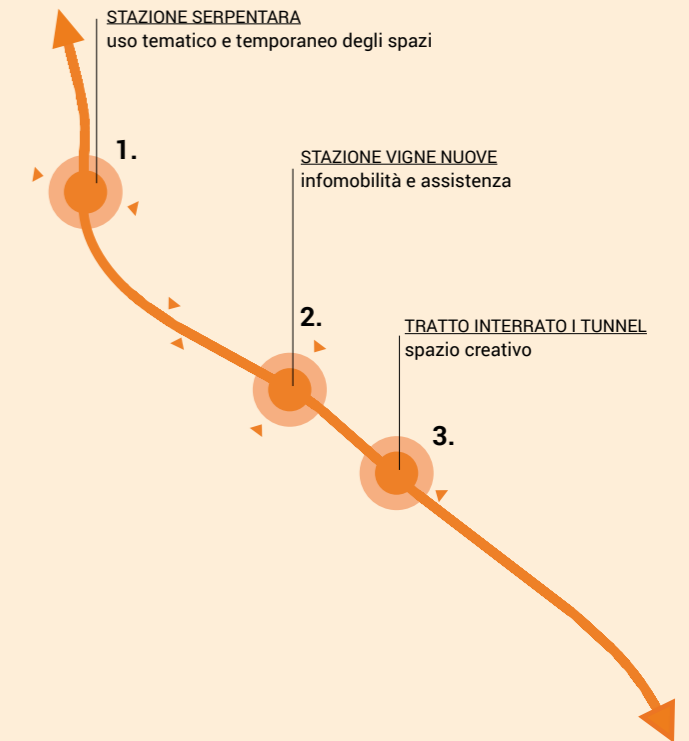 STAZIONE SERPENTARA
uso tematico e temporaneo degli spazi
1.
STAZIONE VIGNE NUOVE
infomobilità e assistenza
2.
TRATTO INTERRATO I TUNNEL
spazio creativo
3.